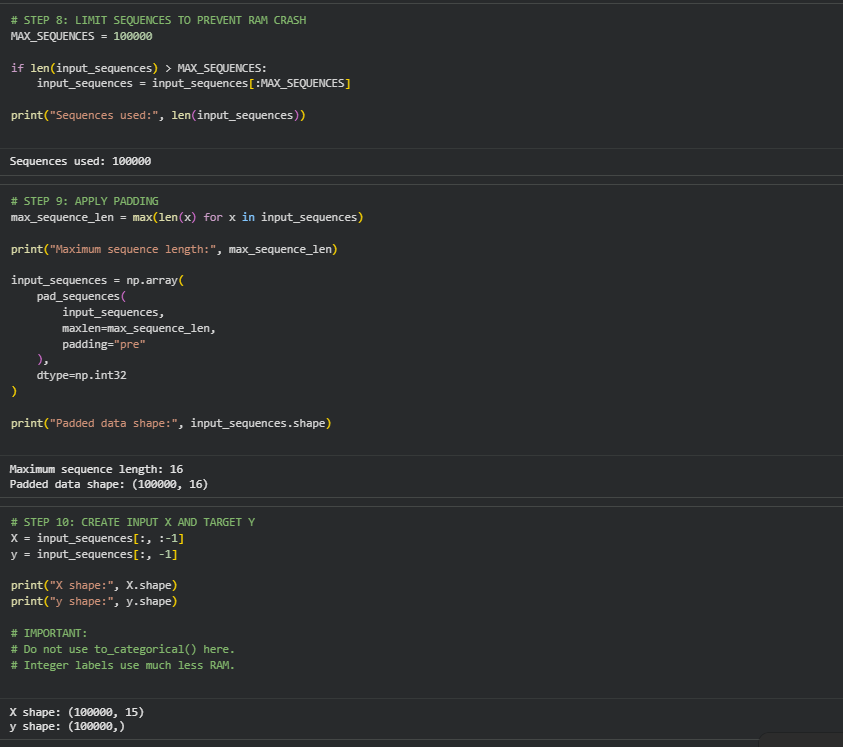 # STEP 8: LIMIT SEQUENCES TO PREVENT RAM CRASH
MAX_SEQUENCES = 100000
if len(input_sequences) > MAX_SEQUENCES:
    input_sequences = input_sequences[:MAX_SEQUENCES]
print("Sequences used:", len(input_sequences))
Sequences used: 100000
# STEP 9: APPLY PADDING
max_sequence_len = max(len(x) for x in input_sequences)
print("Maximum sequence length:", max_sequence_len)
input_sequences = np.array(
    pad_sequences(
        input_sequences,
        maxlen=max_sequence_len,
        padding="pre"
    ),
    dtype=np.int32
)
print("Padded data shape:", input_sequences.shape)
Maximum sequence length: 16
Padded data shape: (100000, 16)
# STEP 10: CREATE INPUT X AND TARGET Y
X = input_sequences[:, :-1]
y = input_sequences[:, -1]
print("X shape:", X.shape)
print("y shape:", y.shape)
# IMPORTANT:
# Do not use to_categorical() here.
# Integer labels use much less RAM.
X shape: (100000, 15)
y shape: (100000,)